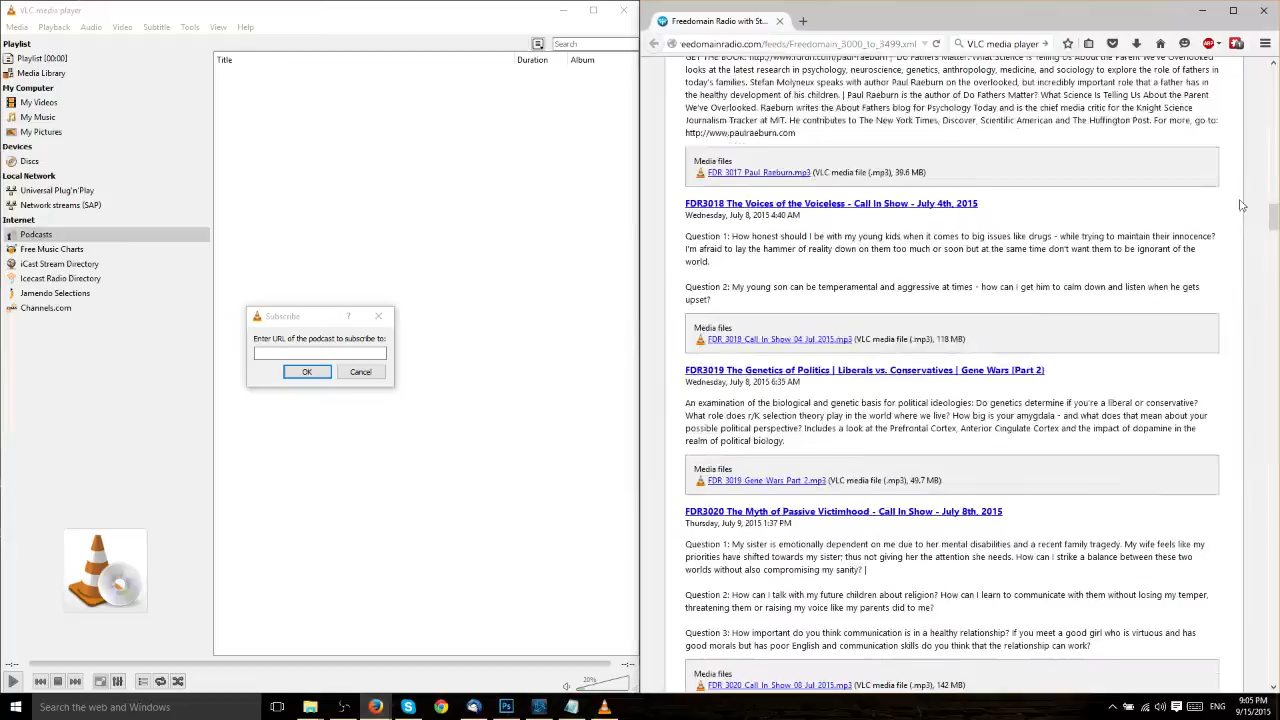 VLC media player
Media Playback Audio Video Subtitle Tools View Help
Playlist
Playlist [00:00]
Media Library
My Computer
My Videos
My Music
My Pictures
Devices
Discs
Local Network
Universal Plug'n'Play
Network streams (SAP)
Internet
Podcasts
Free Music Charts
iCast Stream Directory
Icecast Radio Directory
Jamendo Selections
Channels.com
Search
Title Duration Album
Subscribe
Enter URL of the podcast to subscribe to:
OK Cancel
--:-- --:--
20%
Freedomain Radio with St...
reedomainradio.com/feeds/Freedomain_3000_to_3499.xml
VLC media player
ABP
GET THE BOOK: http://www.fdrurl.com/paulraeburn | Do Fathers Matter? What Science Is Telling Us About the Parent We've Overlooked
looks at the latest research in psychology, neuroscience, genetics, anthropology, medicine, and sociology to explore the role of fathers in
today's families. Stefan Molyneux speaks with author Paul Raeburn on the overlooked, but incredibly important role that a father has in
the healthy development of his children. | Paul Raeburn is the author of Do Fathers Matter? What Science Is Telling Us About the Parent
We've Overlooked. Raeburn writes the About Fathers blog for Psychology Today and is the chief media critic for the Knight Science
Journalism Tracker at MIT. He contributes to The New York Times, Discover, Scientific American and The Huffington Post. For more, go to:
http://www.paulraeburn.com
Media files
FDR_3017_Paul_Raeburn.mp3 (VLC media file (.mp3), 39.6 MB)
FDR3018 The Voices of the Voiceless - Call In Show - July 4th, 2015
Wednesday, July 8, 2015 4:40 AM
Question 1: How honest should I be with my young kids when it comes to big issues like drugs - while trying to maintain their innocence?
I'm afraid to lay the hammer of reality down on them too much or soon but at the same time don't want them to be ignorant of the
world.
Question 2: My young son can be temperamental and aggressive at times - how can i get him to calm down and listen when he gets
upset?
Media files
FDR_3018_Call_In_Show_04_Jul_2015.mp3 (VLC media file (.mp3), 118 MB)
FDR3019 The Genetics of Politics | Liberals vs. Conservatives | Gene Wars (Part 2)
Wednesday, July 8, 2015 6:35 AM
An examination of the biological and genetic basis for political ideologies: Do genetics determine if you're a liberal or conservative?
What role does r/K selection theory play in the world where we live? How big is your amygdala - and what does that mean about your
possible political perspective? Includes a look at the Prefrontal Cortex, Anterior Cingulate Cortex and the impact of dopamine in the
realm of political biology.
Media files
FDR_3019_Gene_Wars_Part_2.mp3 (VLC media file (.mp3), 49.7 MB)
FDR3020 The Myth of Passive Victimhood - Call In Show - July 8th, 2015
Thursday, July 9, 2015 1:37 PM
Question 1: My sister is emotionally dependent on me due to her mental disabilities and a recent family tragedy. My wife feels like my
priorities have shifted towards my sister; thus not giving her the attention she needs. How can I strike a balance between these two
worlds without also compromising my sanity? |
Question 2: How can I talk with my future children about religion? How can I learn to communicate with them without losing my temper,
threatening them or raising my voice like my parents did to me?
Question 3: How important do you think communication is in a healthy relationship? If you meet a good girl who is virtuous and has
good morals but has poor English and communication skills do you think that the relationship can work?
FDR_3020_Call_In_Show_08_Jul_2015.mp3 (VLC media file (.mp3), 142 MB)
Search the web and Windows
ENG
9:05 PM
9/15/2015